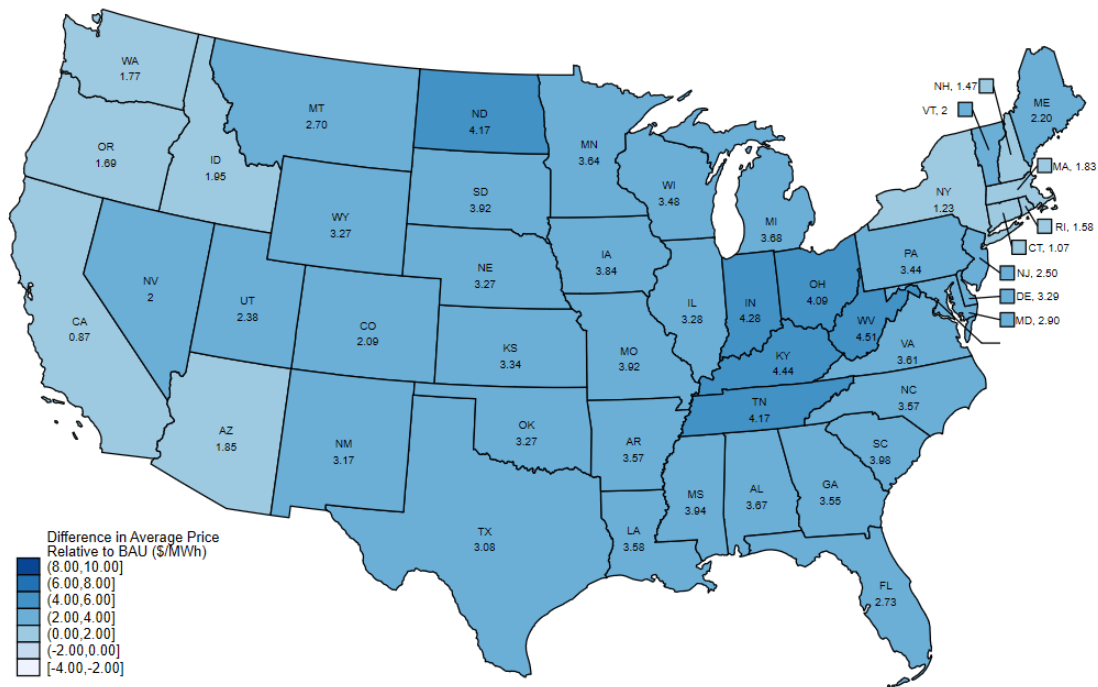 WA
1.77
MT
2.70
ND
4.17
MN
3.64
NH, 1.47
VT, 2
ME
2.20
OR
1.69
ID
1.95
SD
3.92
WI
3.48
MA, 1.83
NY
1.23
WY
3.27
MI
3.68
RI, 1.58
CT, 1.07
IA
3.84
PA
3.44
NE
3.27
NJ, 2.50
NV
2
UT
2.38
IL
3.28
IN
4.28
OH
4.09
DE, 3.29
MD, 2.90
CA
0.87
CO
2.09
WV
4.51
KS
3.34
MO
3.92
VA
3.61
KY
4.44
NC
3.57
TN
4.17
AZ
1.85
NM
3.17
OK
3.27
AR
3.57
SC
3.98
MS
3.94
AL
3.67
GA
3.55
TX
3.08
LA
3.58
FL
2.73
Difference in Average Price
Relative to BAU ($/MWh)
(8.00,10.00]
(6.00,8.00]
(4.00,6.00]
(2.00,4.00]
(0.00,2.00]
(-2.00,0.00]
[-4.00,-2.00]